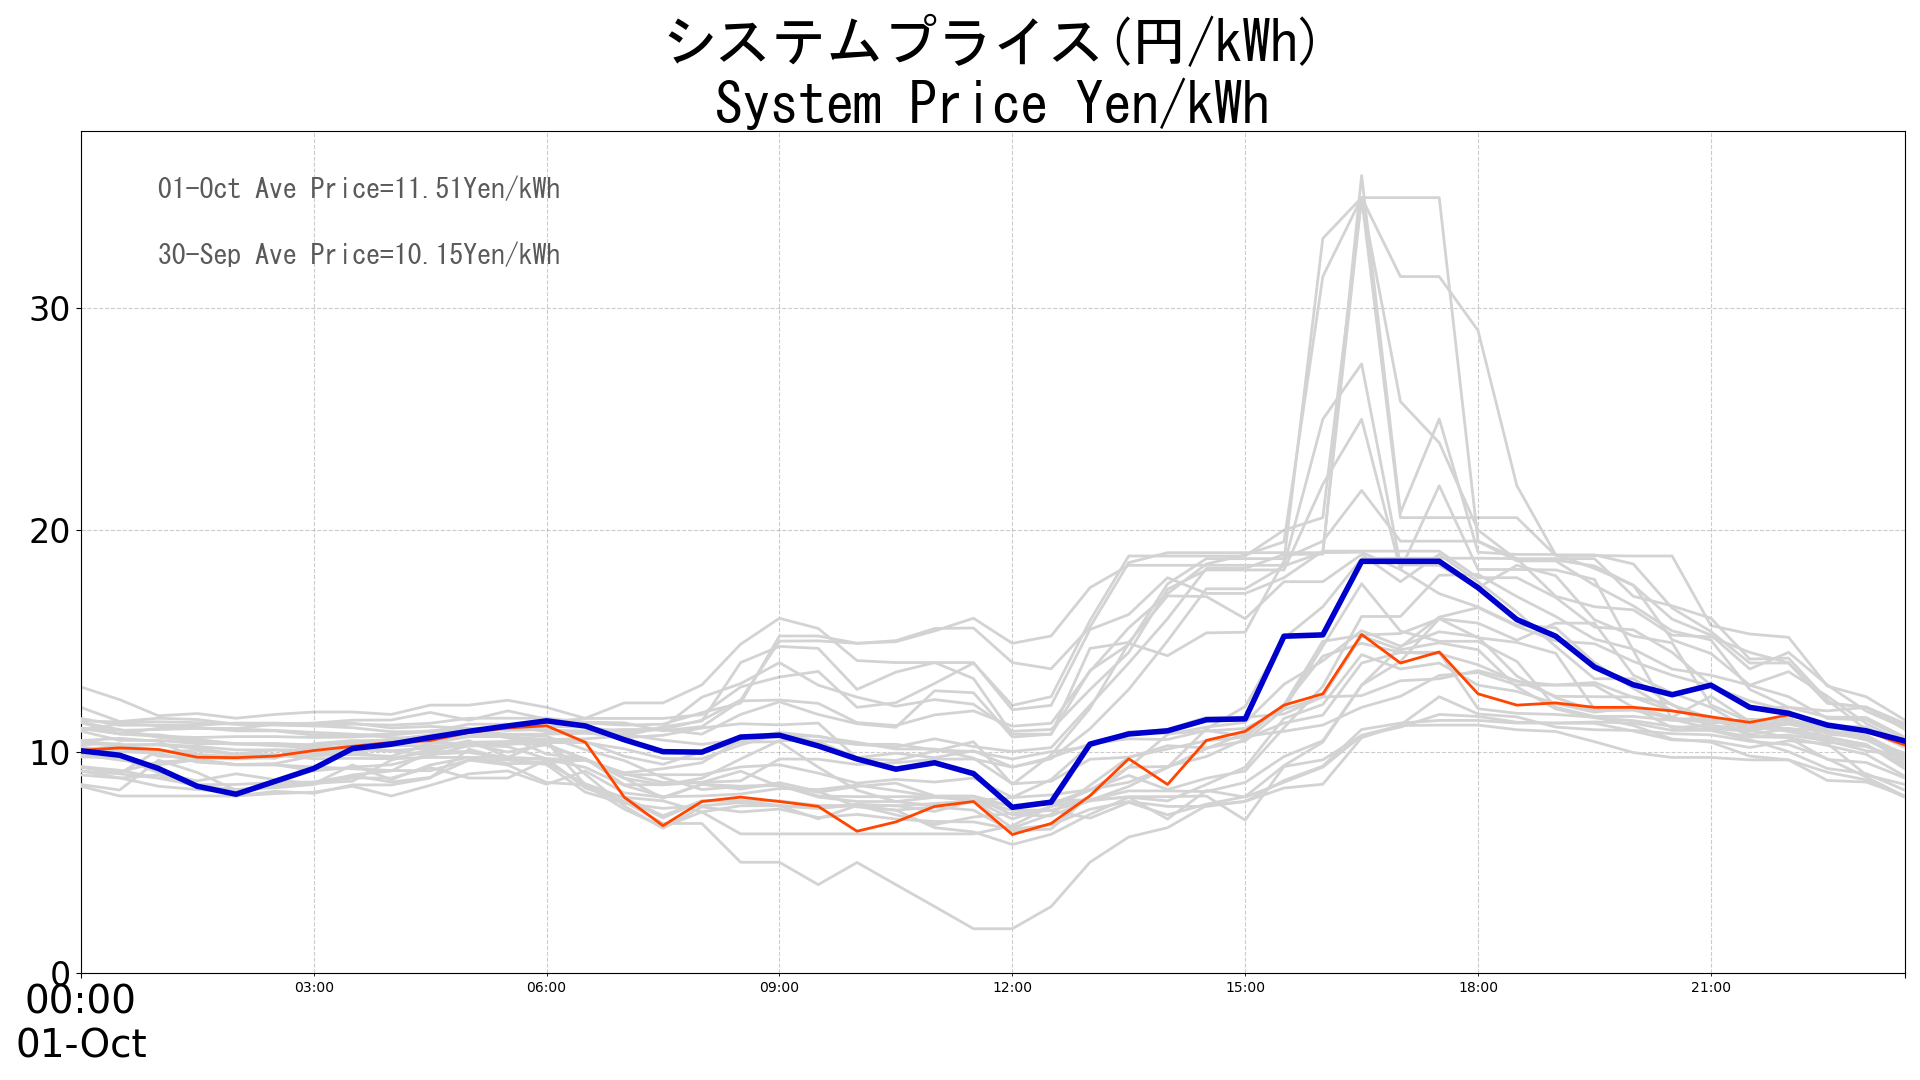 システムプライス(円/kWh)
System Price Yen/kWh
01-Oct Ave Price=11.51Yen/kWh
30-Sep Ave Price=10.15Yen/kWh
30
20
10
0
00:00
03:00
06:00
09:00
12:00
15:00
18:00
21:00
01-Oct